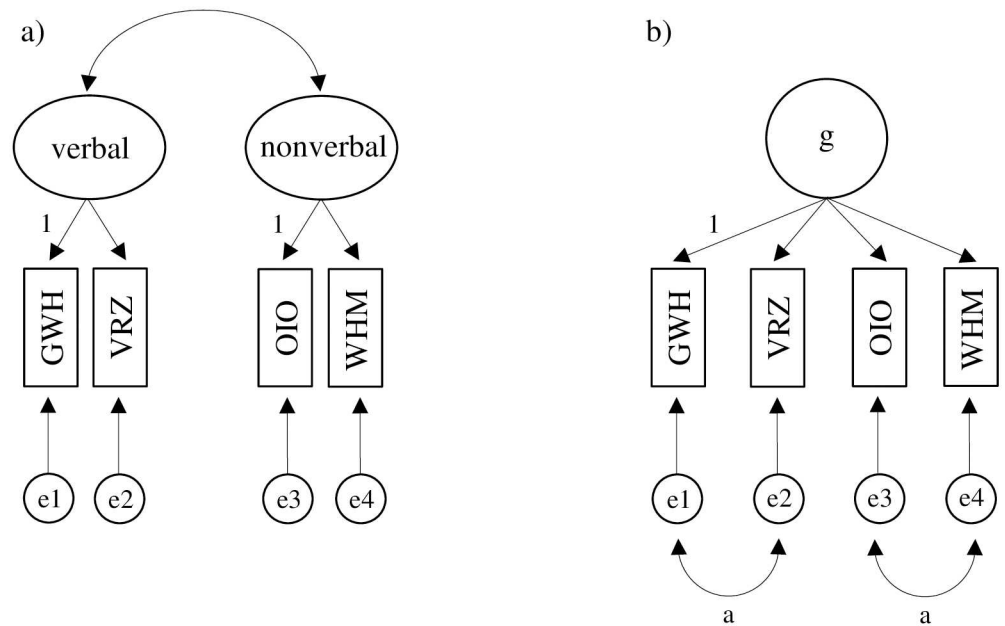 a)
verbal
nonverbal
1
1
GWH
VRZ
OIO
WHM
e1
e2
e3
e4
b)
g
1
GWH
VRZ
OIO
WHM
e1
e2
e3
e4
a
a